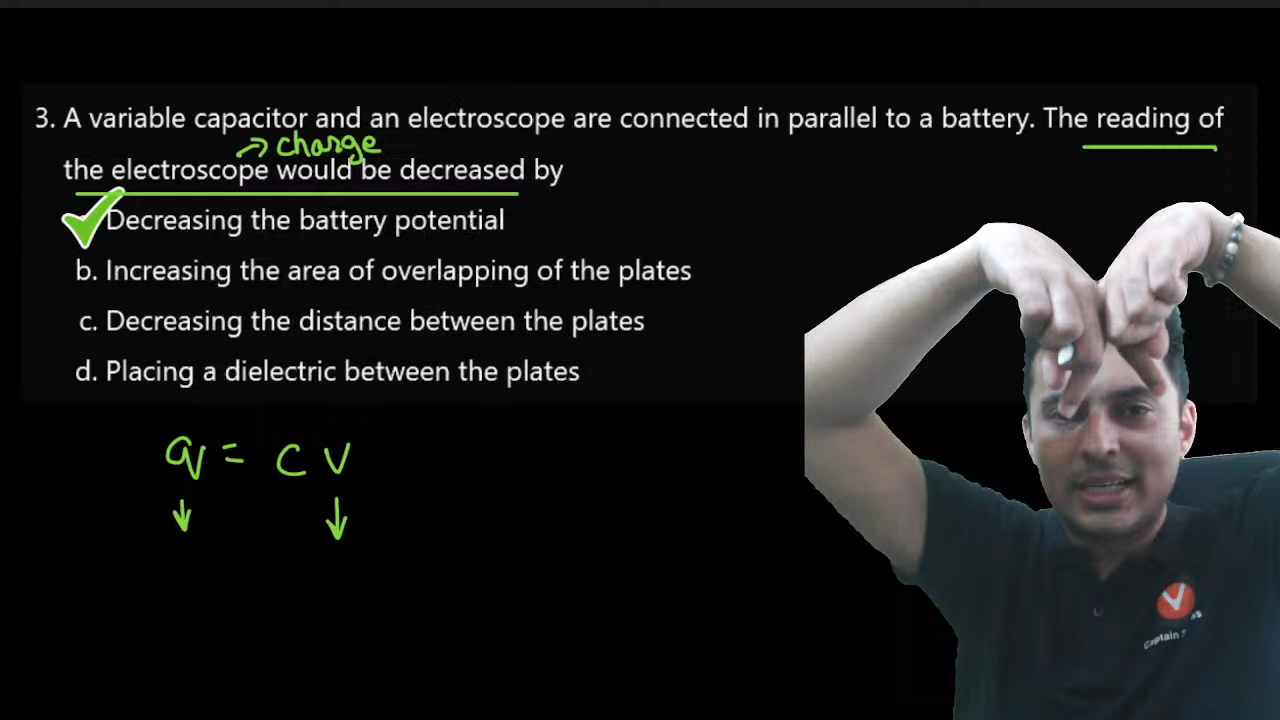 3. A variable capacitor and an electroscope are connected in parallel to a battery. The reading of
→ charge
the electroscope would be decreased by
Decreasing the battery potential
b. Increasing the area of overlapping of the plates
c. Decreasing the distance between the plates
d. Placing a dielectric between the plates
q = c v
↓ ↓
V
Captain